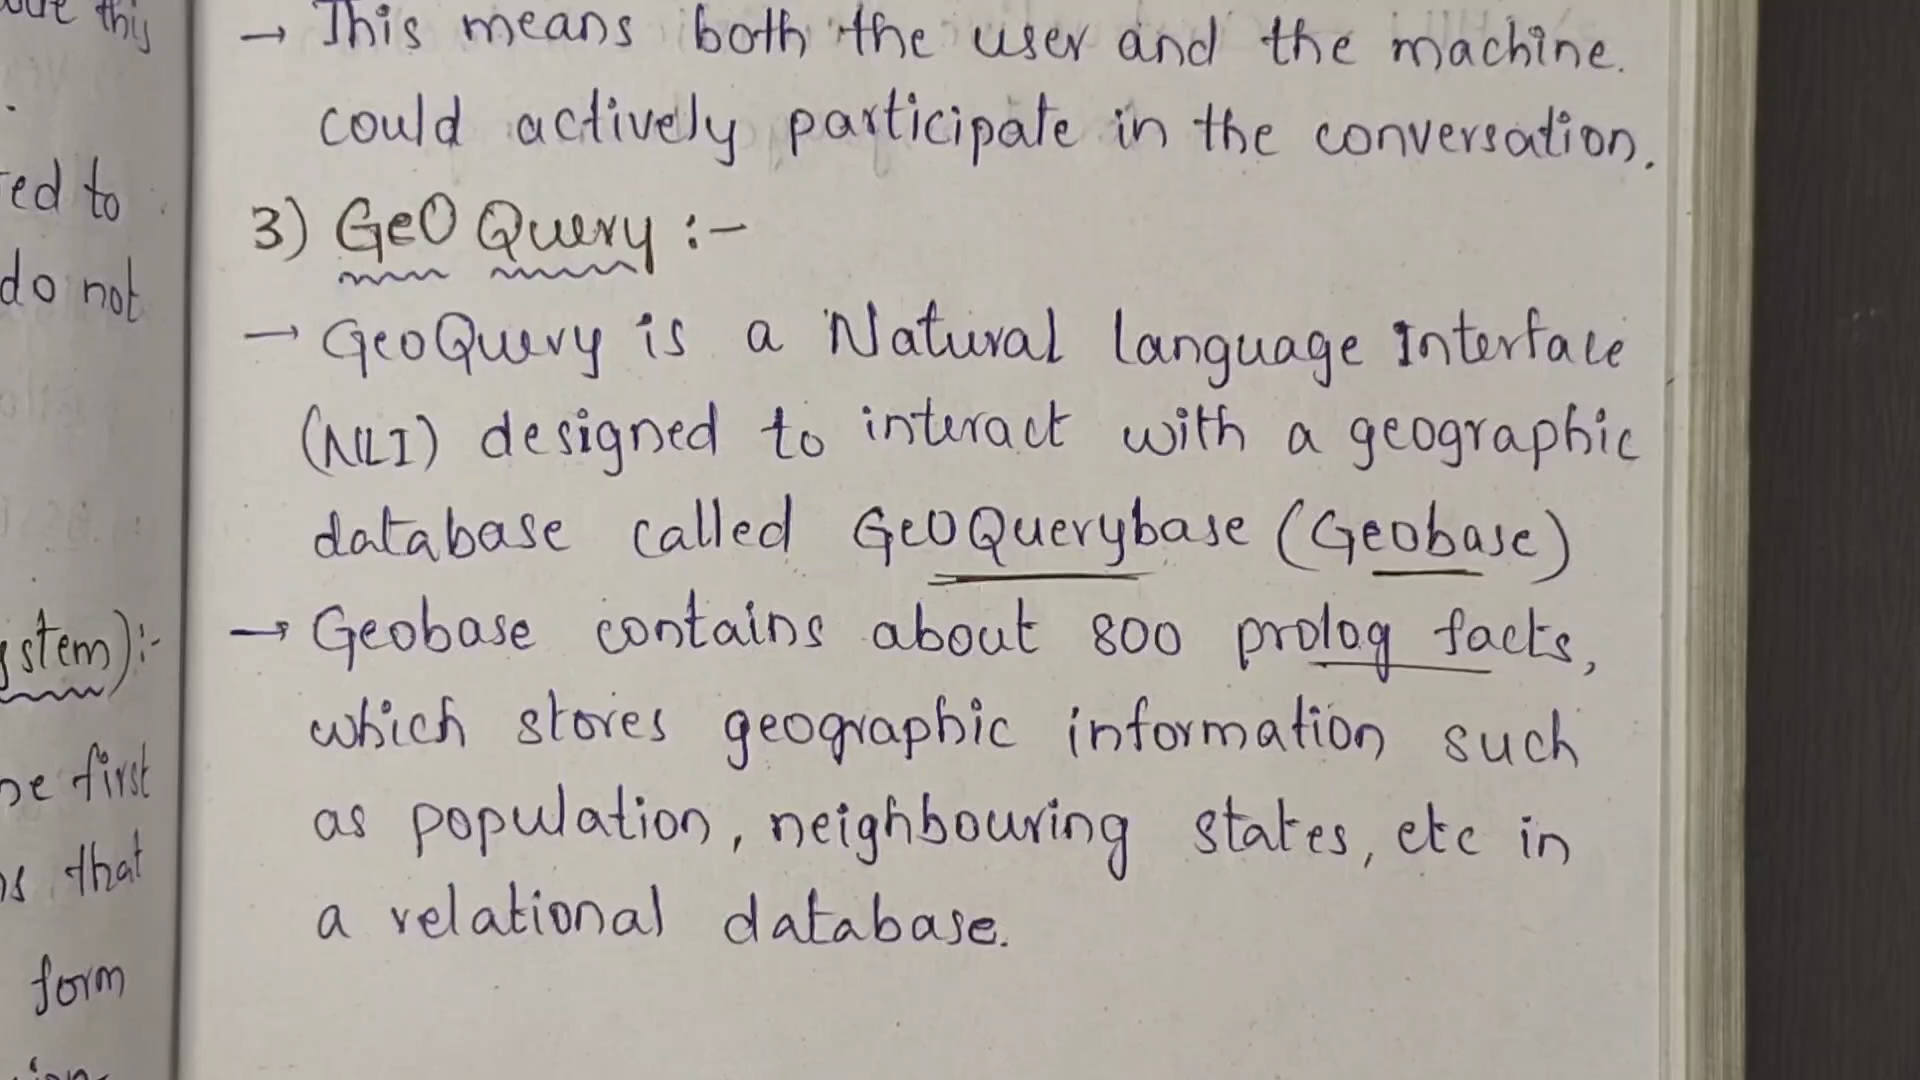 this
ed to
do not
stem):-
e first
s that
form
→ This means both the user and the machine.
could actively participate in the conversation.
3) GeO Query :-
→ GeoQuery is a Natural language Interface
(NLI) designed to interact with a geographic
database called GeoQuerybase (Geobase)
→ Geobase contains about 800 prolog facts,
which stores geographic information such
as population, neighbouring states, etc in
a relational database.